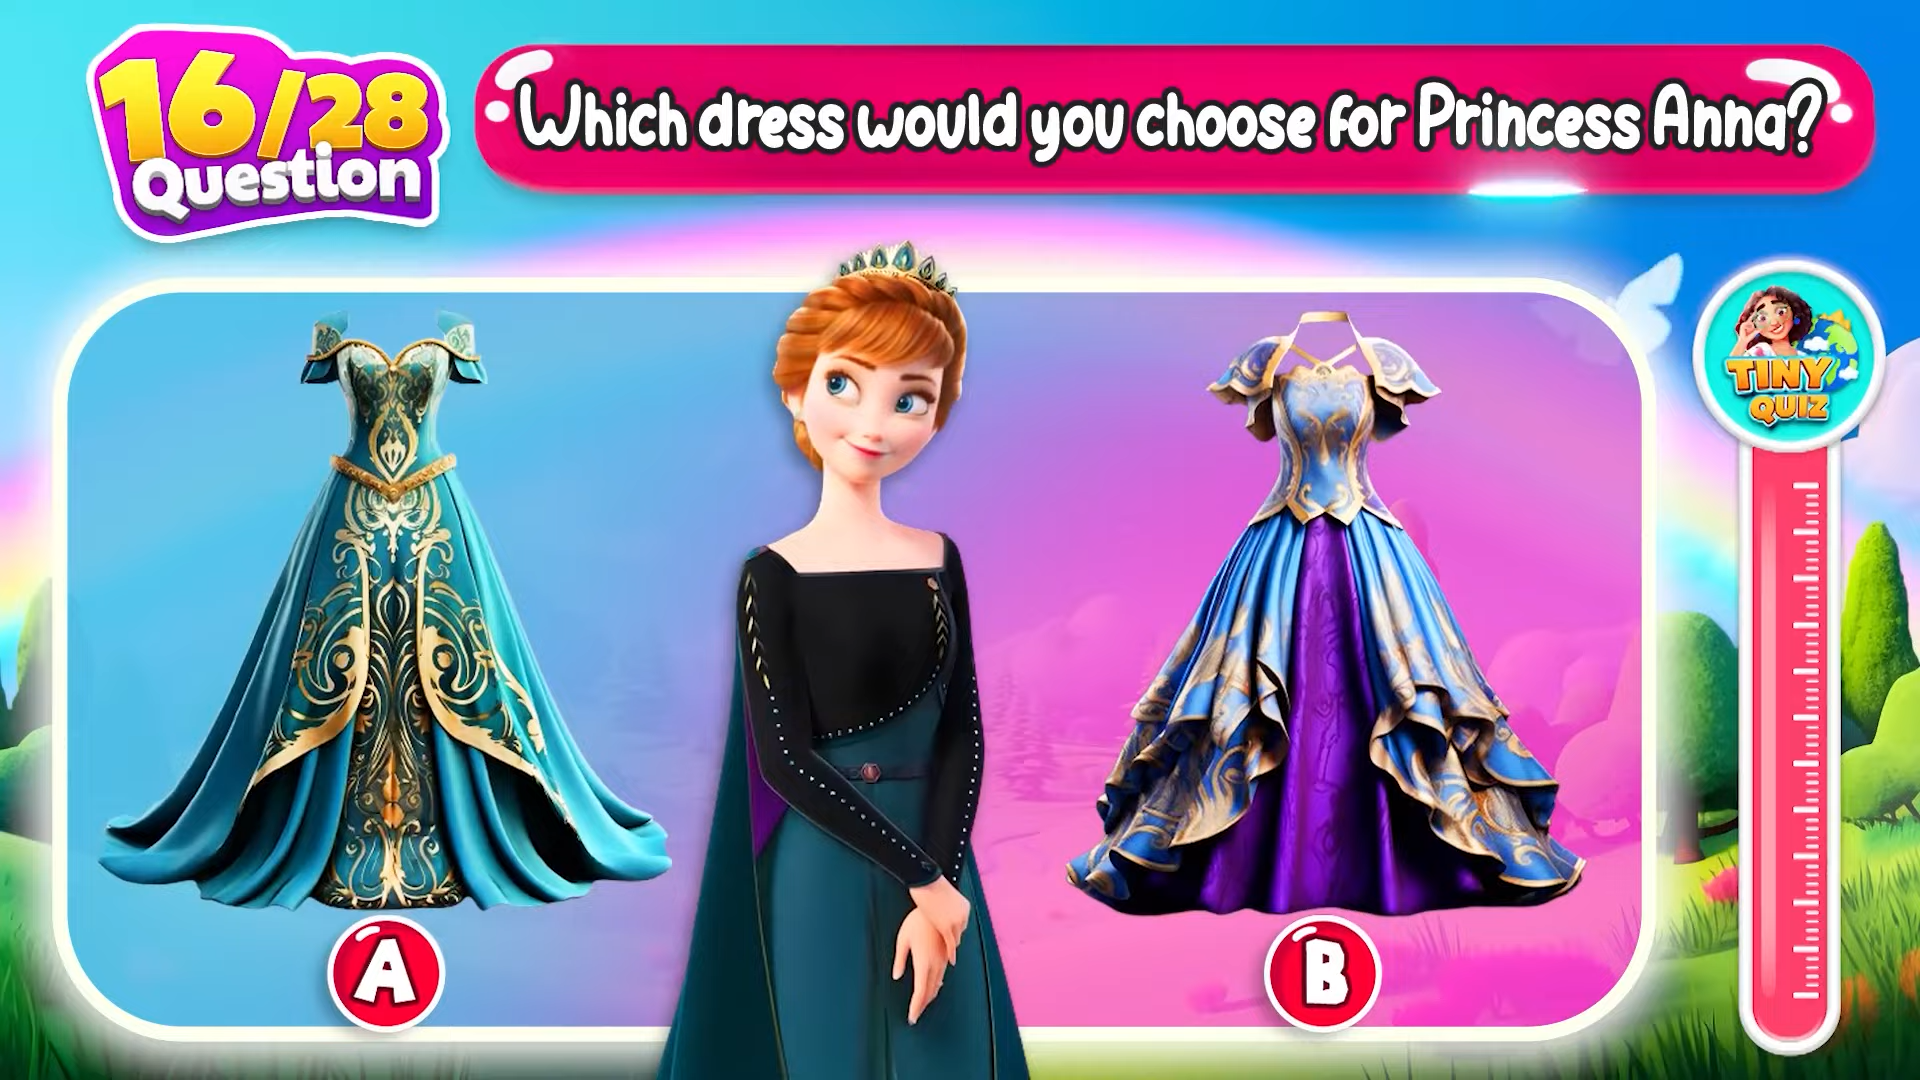 16/28
Question
Which dress would you choose for Princess Anna?
TINY
QUIZ
A
B